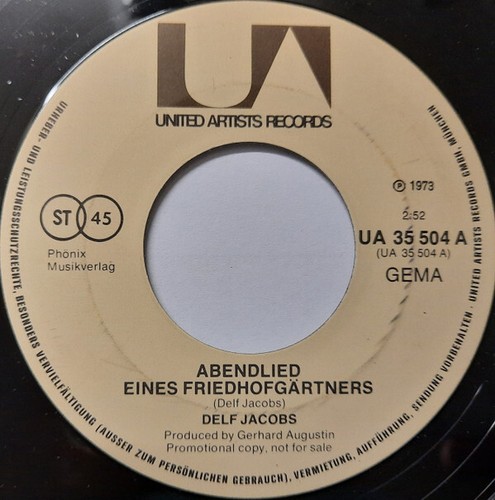 UA
UNITED ARTISTS RECORDS
URHEBER- UND LEISTUNGSSCHUTZRECHTE, BESONDERS VERVIELFÄLTIGUNG (AUSSER ZUM PERSÖNLICHEN GEBRAUCH), VERMIETUNG, AUFFÜHRUNG, SENDUNG VORBEHALTEN · UNITED ARTISTS RECORDS GMBH, MÜNCHEN
ST 45
Phönix
Musikverlag
℗ 1973
2:52
UA 35 504 A
(UA 35 504 A)
GEMA
ABENDLIED
EINES FRIEDHOFGÄRTNERS
(Delf Jacobs)
DELF JACOBS
Produced by Gerhard Augustin
Promotional copy, not for sale